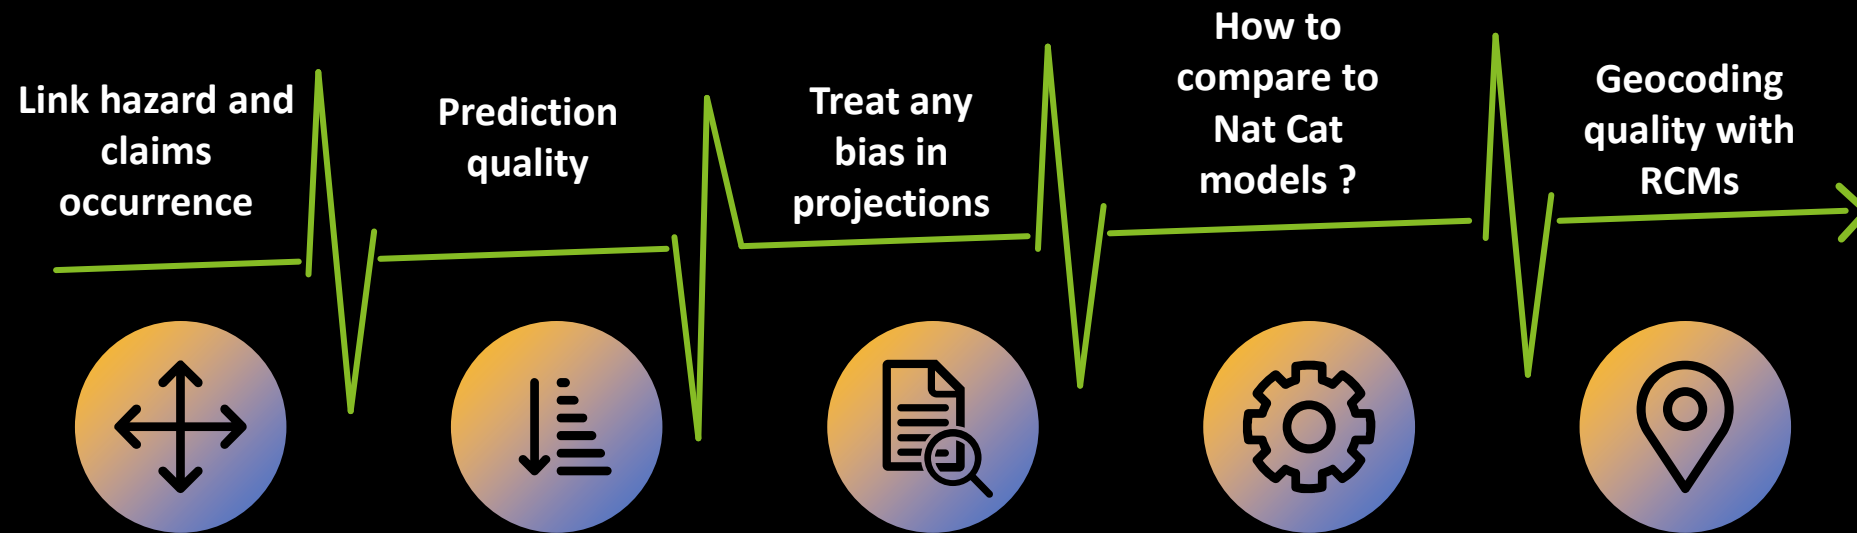 Link hazard and
claims
occurrence
Prediction
quality
Treat any
bias in
projections
How to
compare to
Nat Cat
models ?
Geocoding
quality with
RCMs